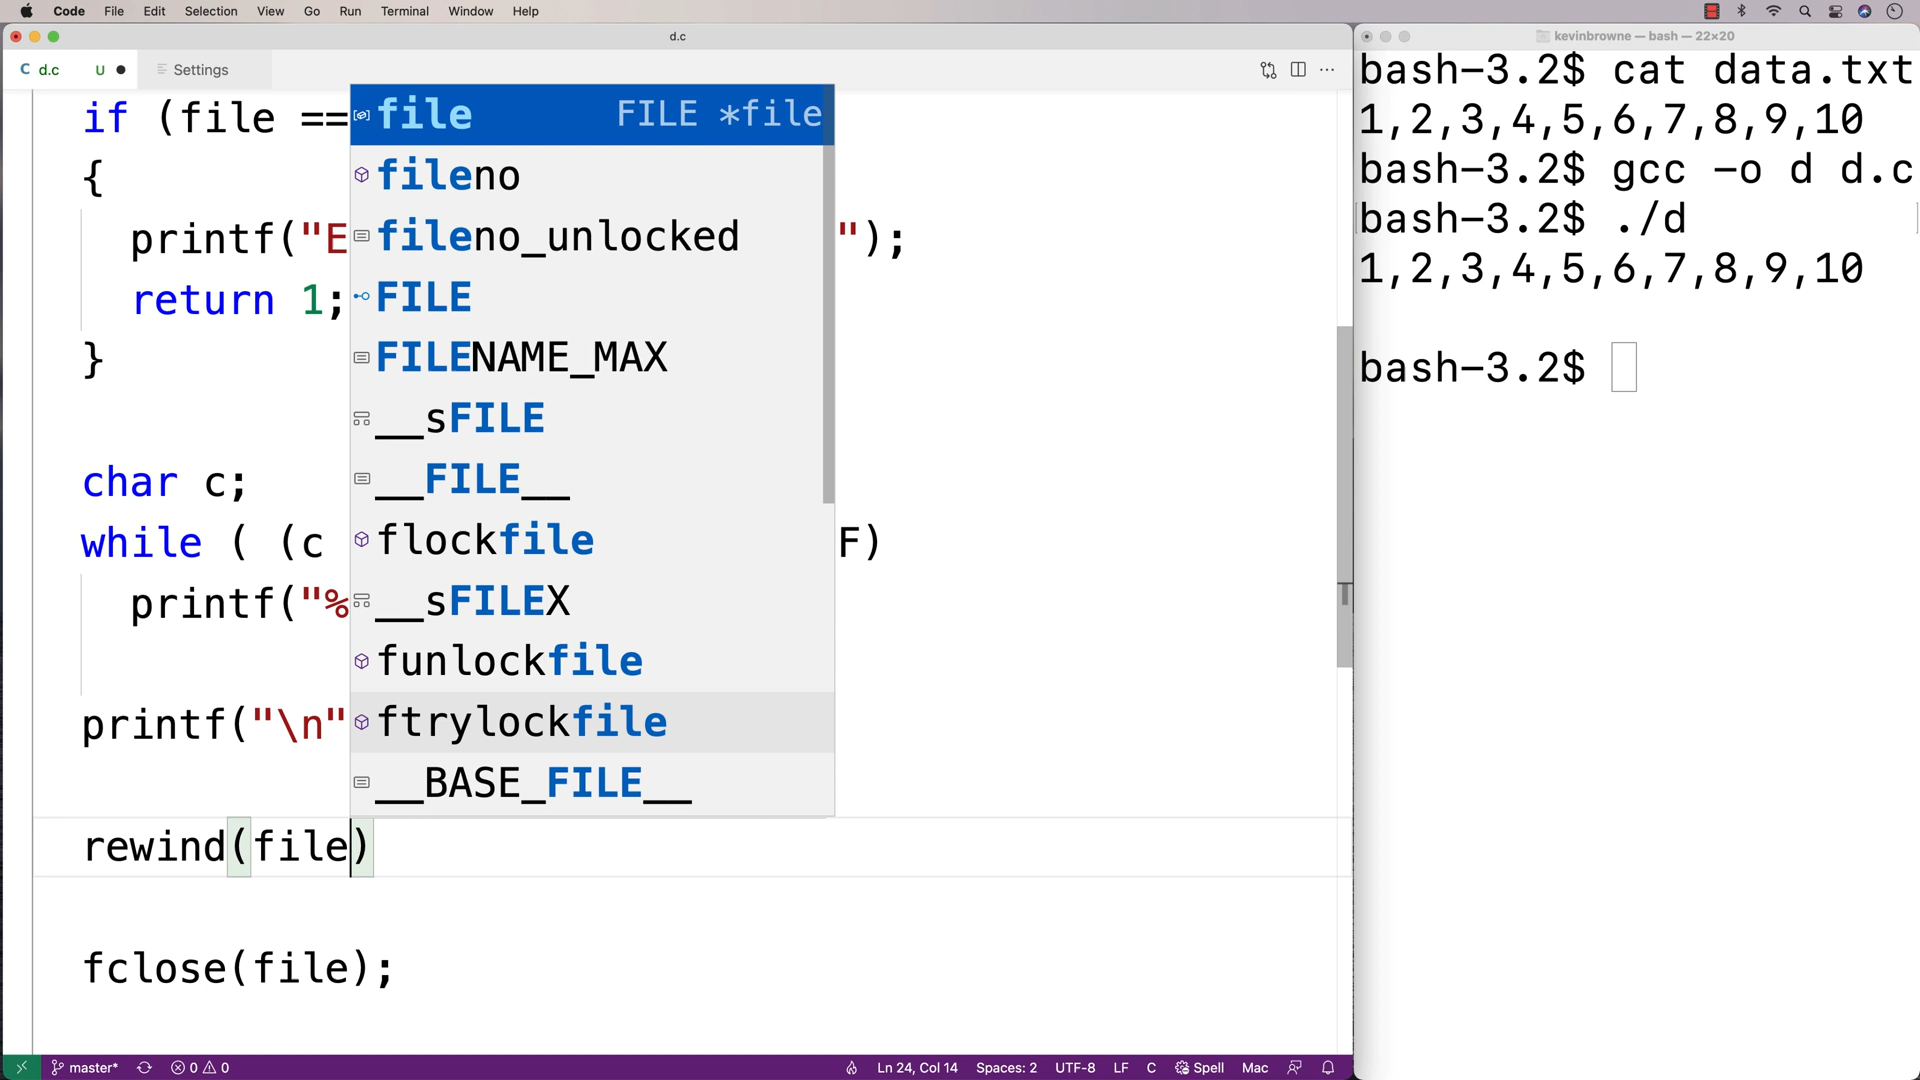 Code File Edit Selection View Go Run Terminal Window Help
d.c
C d.c U
Settings
if (file ==
{
printf("E ");
return 1;
}
char c;
while ( (c F)
printf("%
printf("\n"
rewind(file)
fclose(file);
file FILE *file
fileno
fileno_unlocked
FILE
FILENAME_MAX
__sFILE
__FILE__
flockfile
__sFILEX
funlockfile
ftrylockfile
__BASE_FILE__
master* 0 0 Ln 24, Col 14 Spaces: 2 UTF-8 LF C Spell Mac
kevinbrowne — bash — 22×20
bash-3.2$ cat data.txt
1,2,3,4,5,6,7,8,9,10
bash-3.2$ gcc -o d d.c
bash-3.2$ ./d
1,2,3,4,5,6,7,8,9,10
bash-3.2$